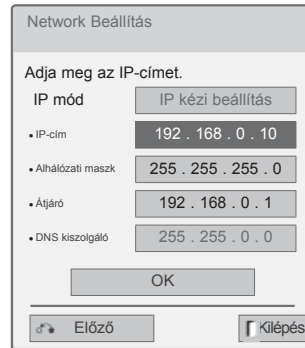 Network Beállítás
Adja meg az IP-címet.
IP mód IP kézi beállítás
• IP-cím 192 . 168 . 0 . 10
• Alhálózati maszk 255 . 255 . 255 . 0
• Átjáró 192 . 168 . 0 . 1
• DNS kiszolgáló 255 . 255 . 0 . 0
OK
Előző Kilépés